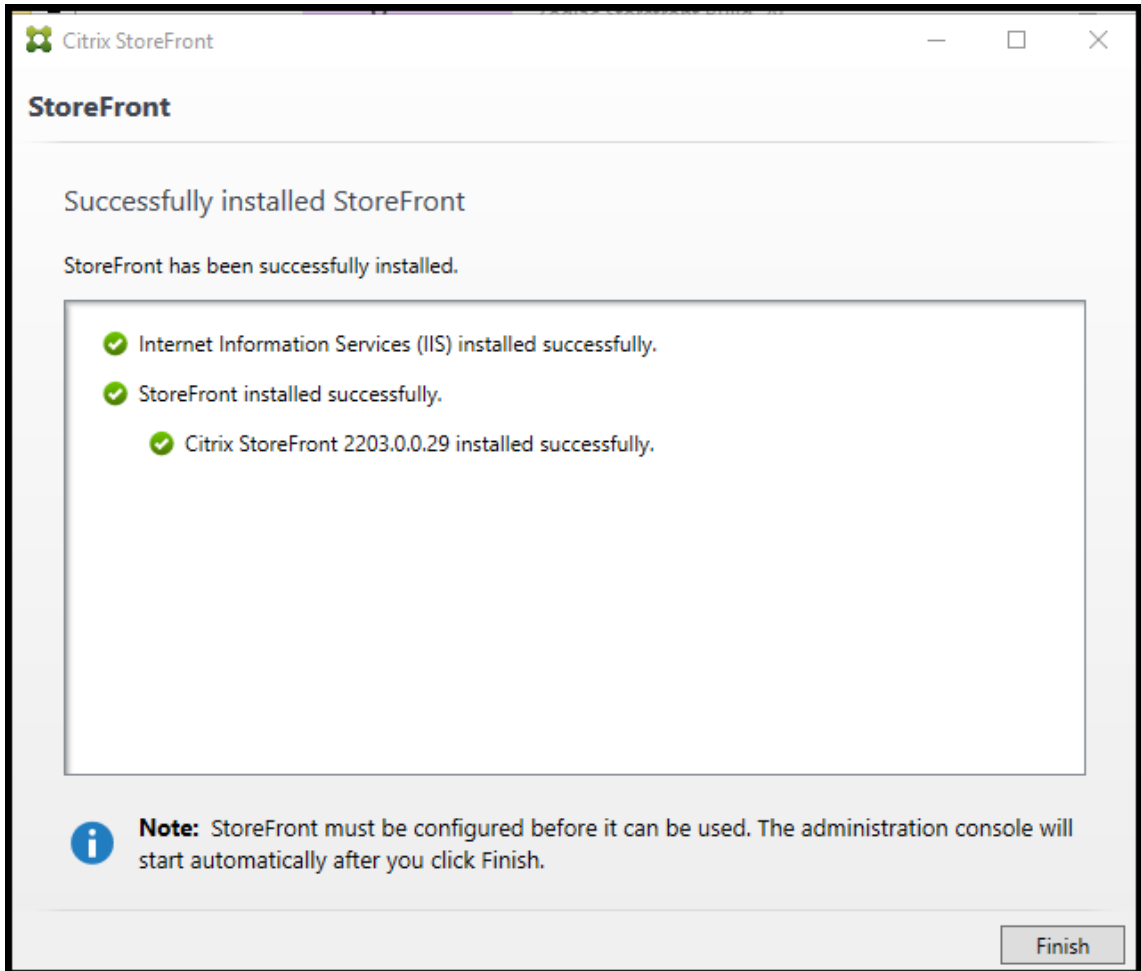 Citrix StoreFront
StoreFront
Successfully installed StoreFront
StoreFront has been successfully installed.
Internet Information Services (IIS) installed successfully.
StoreFront installed successfully.
Citrix StoreFront 2203.0.0.29 installed successfully.
Note: StoreFront must be configured before it can be used. The administration console will
start automatically after you click Finish.
Finish